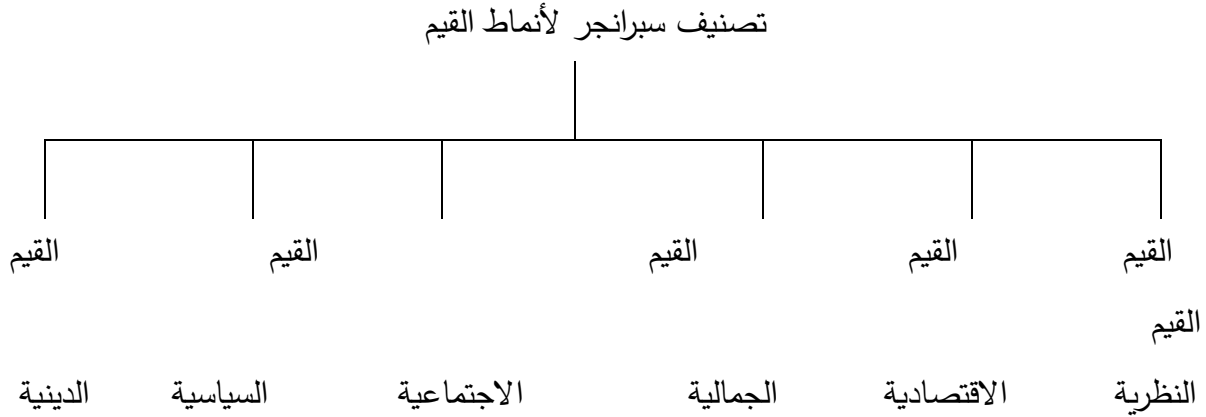 تصنيف سبرانجر لأنماط القيم
القيم القيم القيم القيم القيم
القيم
النظرية الاقتصادية الجمالية الاجتماعية السياسية الدينية